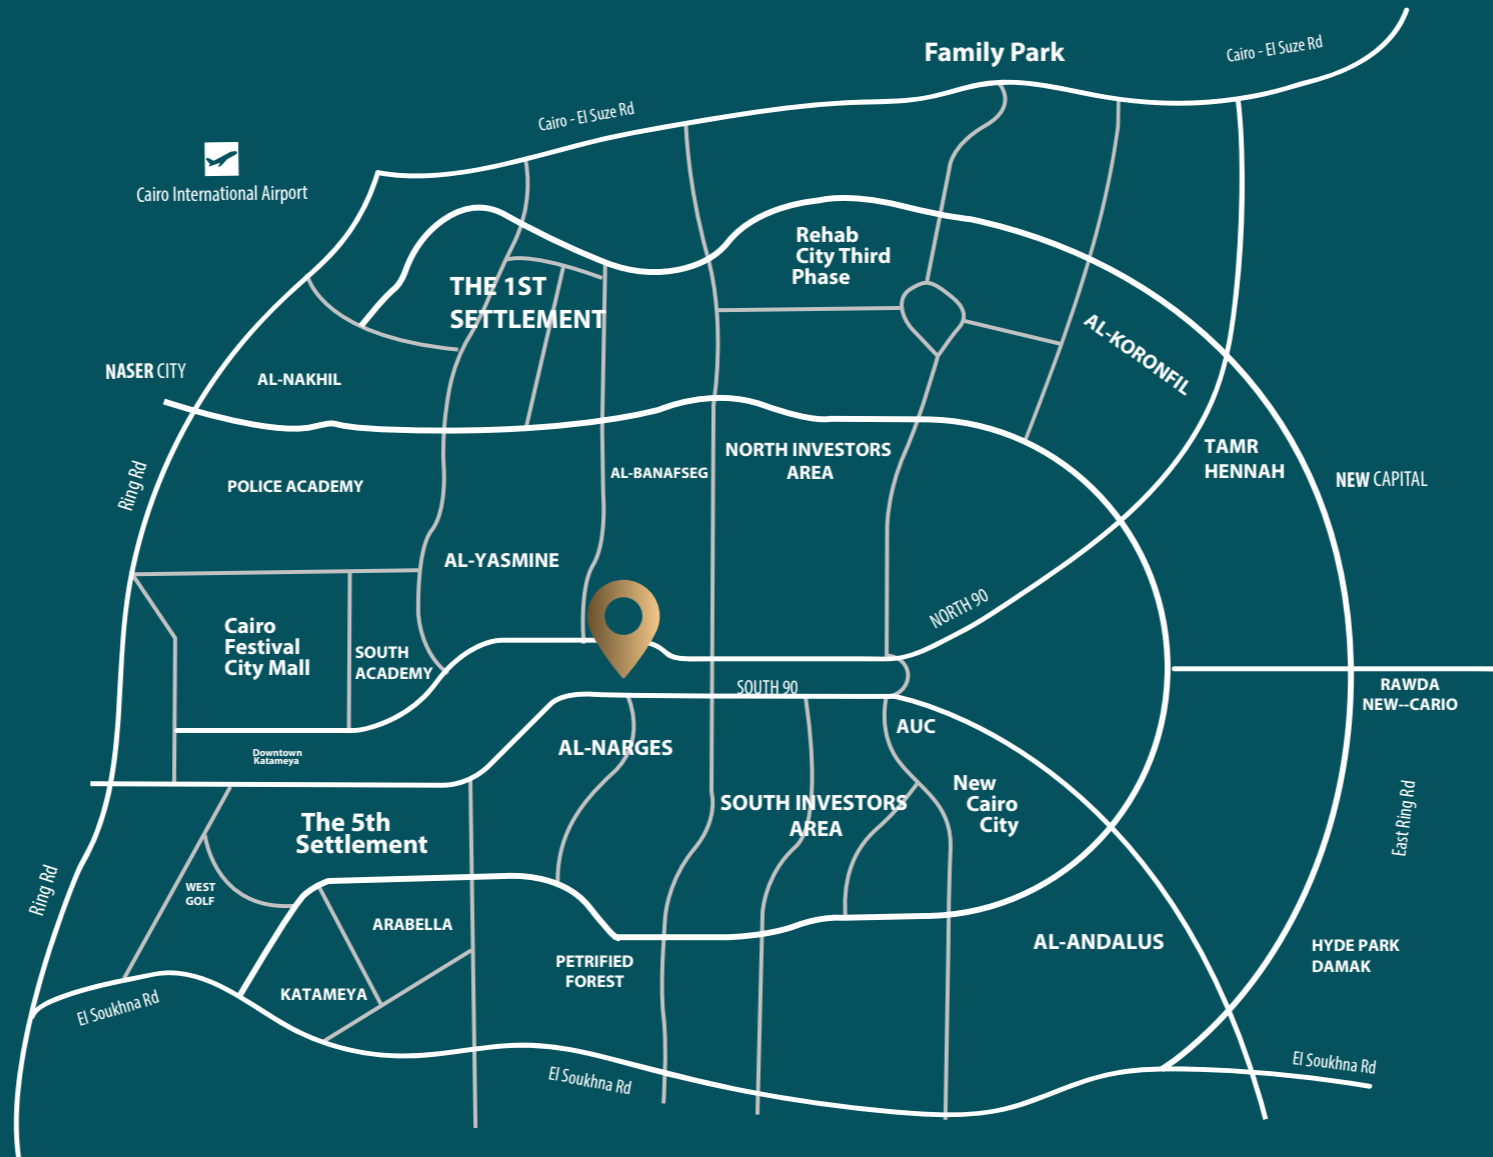 Family Park
Cairo - El Suze Rd
Cairo - El Suze Rd
Cairo International Airport
Rehab
City Third
Phase
THE 1ST
SETTLEMENT
AL-KORONFIL
NASER CITY
AL-NAKHIL
TAMR
HENNAH
NORTH INVESTORS
AREA
AL-BANAFSEG
NEW CAPITAL
Ring Rd
POLICE ACADEMY
AL-YASMINE
NORTH 90
Cairo
Festival
City Mall
SOUTH
ACADEMY
SOUTH 90
RAWDA
NEW--CARIO
AUC
AL-NARGES
Downtown
Katameya
New
Cairo
City
SOUTH INVESTORS
AREA
East Ring Rd
The 5th
Settlement
Ring Rd
WEST
GOLF
ARABELLA
AL-ANDALUS
HYDE PARK
DAMAK
PETRIFIED
FOREST
KATAMEYA
El Soukhna Rd
El Soukhna Rd
El Soukhna Rd